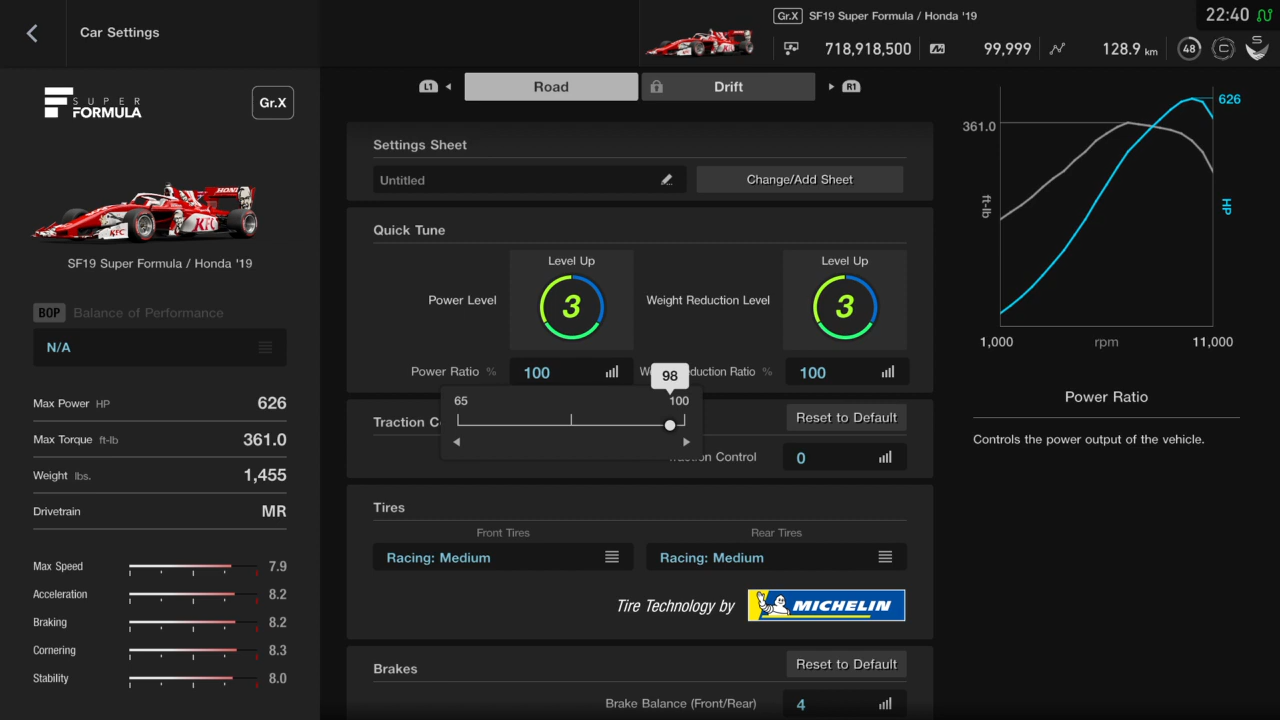 Car Settings
Gr.X SF19 Super Formula / Honda '19
718,918,500 99,999 128.9 km 48 C S
22:40
SUPER FORMULA
Gr.X
HONDA
KFC KFC
SF19 Super Formula / Honda '19
BOP Balance of Performance
N/A
Max Power HP 626
Max Torque ft-lb 361.0
Weight lbs. 1,455
Drivetrain MR
Max Speed 7.9
Acceleration 8.2
Braking 8.2
Cornering 8.3
Stability 8.0
L1 Road Drift R1
Settings Sheet
Untitled Change/Add Sheet
Quick Tune
Level Up Level Up
Power Level 3 Weight Reduction Level 3
Power Ratio % 100 Weight Reduction Ratio % 100
98
65 100
Traction Co Reset to Default
Traction Control 0
Tires
Front Tires Rear Tires
Racing: Medium Racing: Medium
Tire Technology by MICHELIN
Brakes Reset to Default
Brake Balance (Front/Rear) 4
626
361.0
ft-lb HP
1,000 rpm 11,000
Power Ratio
Controls the power output of the vehicle.